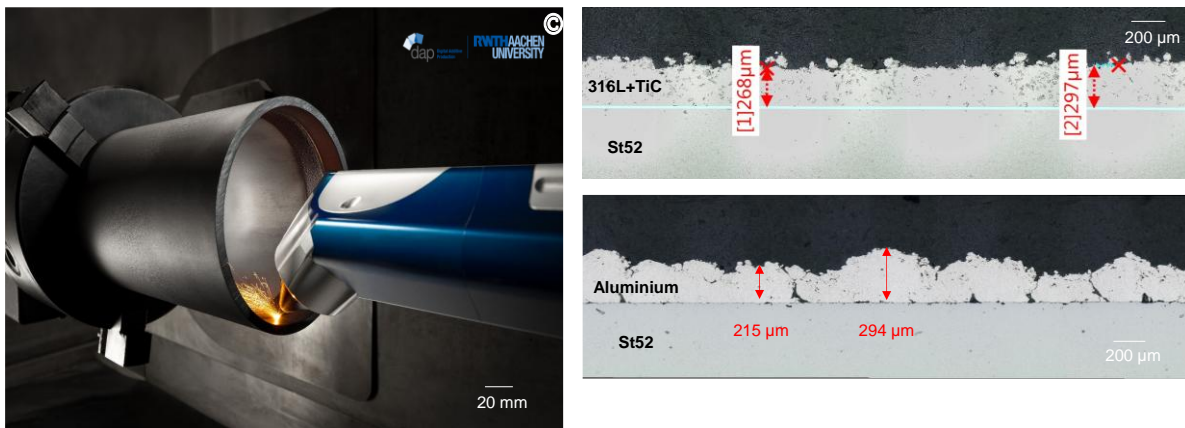 ©
dap
RWTHAACHEN
UNIVERSITY
20 mm
200 µm
316L+TiC
[1]268µm
[2]297µm
St52
Aluminium
215 µm
294 µm
St52
200 µm